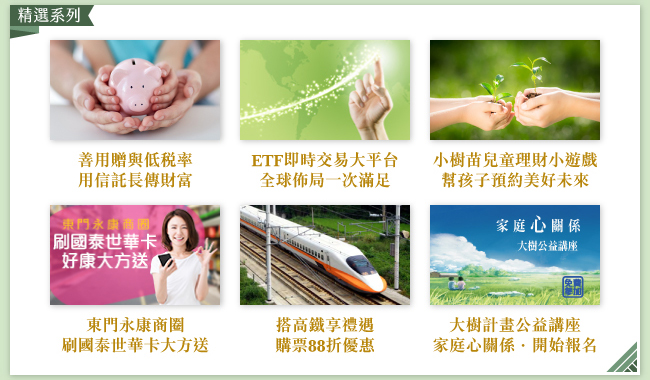 精選系列
善用贈與低稅率
用信託長傳財富
ETF即時交易大平台
全球佈局一次滿足
小樹苗兒童理財小遊戲
幫孩子預約美好未來
東門永康商圈
刷國泰世華卡
好康大方送
家庭心關係
大樹公益講座
免費
東門永康商圈
刷國泰世華卡大方送
搭高鐵享禮遇
購票88折優惠
大樹計畫公益講座
家庭心關係‧開始報名